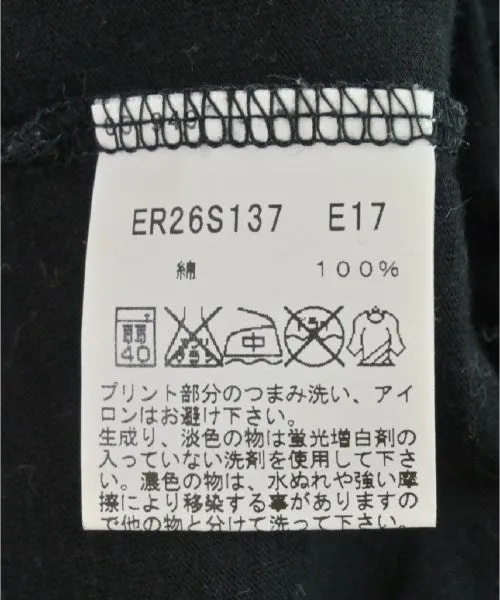 ER26S137 E17
綿 100%
40 中 ドライ
プリント部分のつまみ洗い、アイ
ロンはお避け下さい。
生成り、淡色の物は蛍光増白剤の
入っていない洗剤を使用して下さ
い。濃色の物は、水ぬれや強い摩
擦により移染する事がありますの
で他の物と分けて洗って下さい。